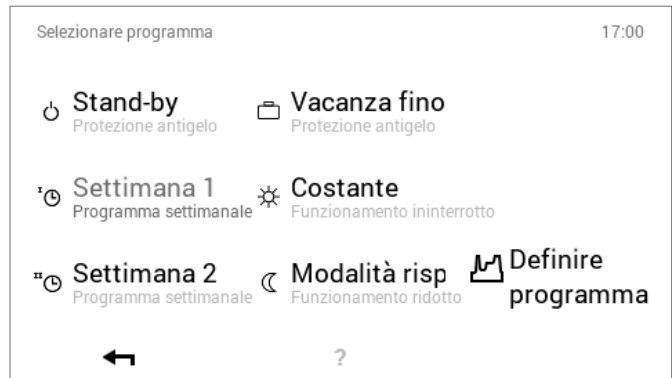 Selezionare programma 17:00
Stand-by
Protezione antigelo
Vacanza fino
Protezione antigelo
I Settimana 1
Programma settimanale
Costante
Funzionamento ininterrotto
II Settimana 2
Programma settimanale
Modalità risp
Funzionamento ridotto
Definire
programma
?